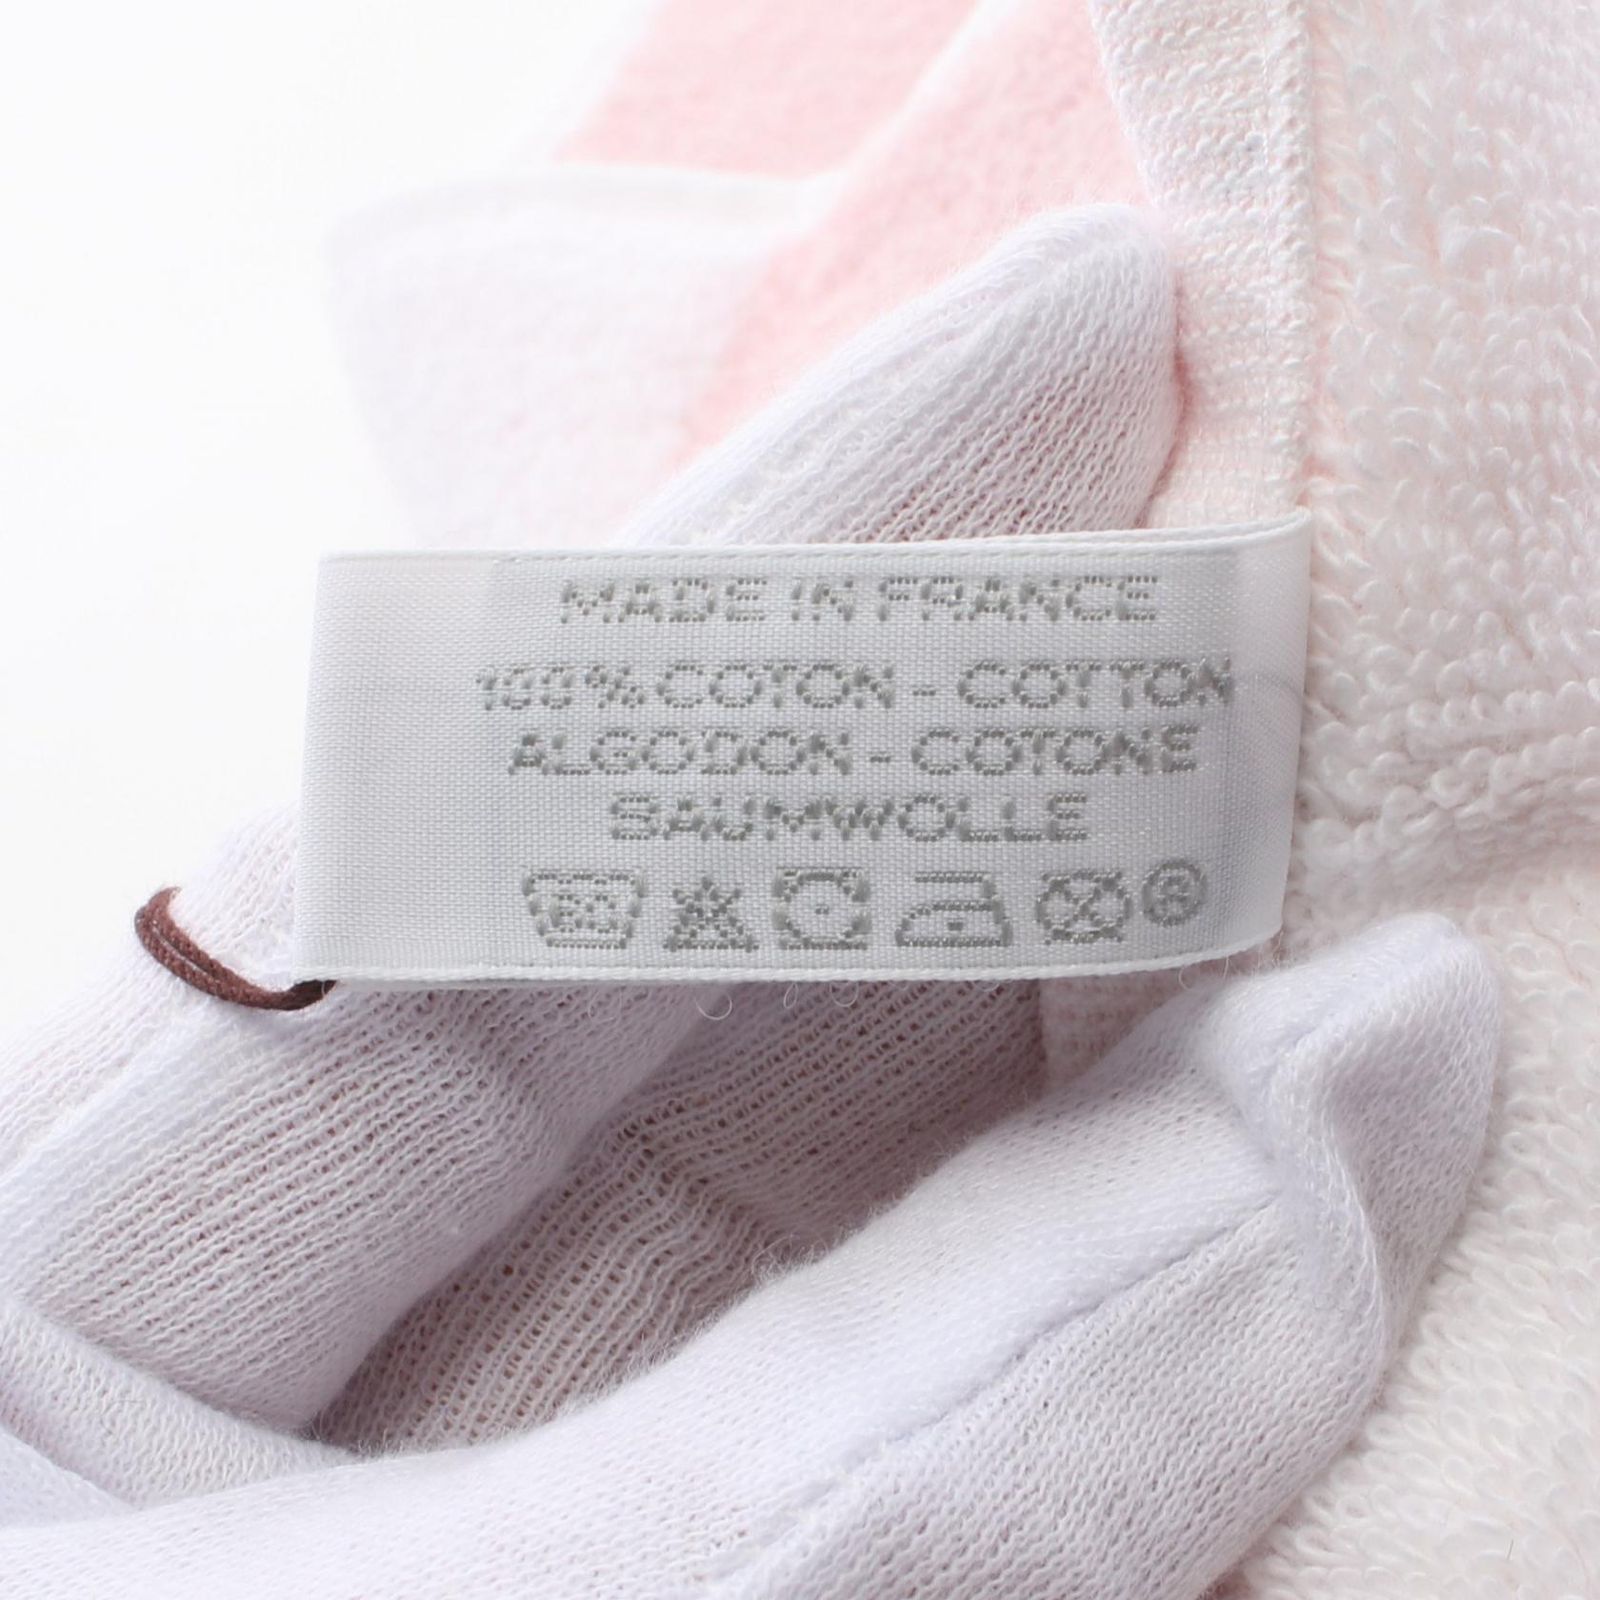 MADE IN FRANCE
100% COTON - COTTON
ALGODON - COTONE
BAUMWOLLE
®